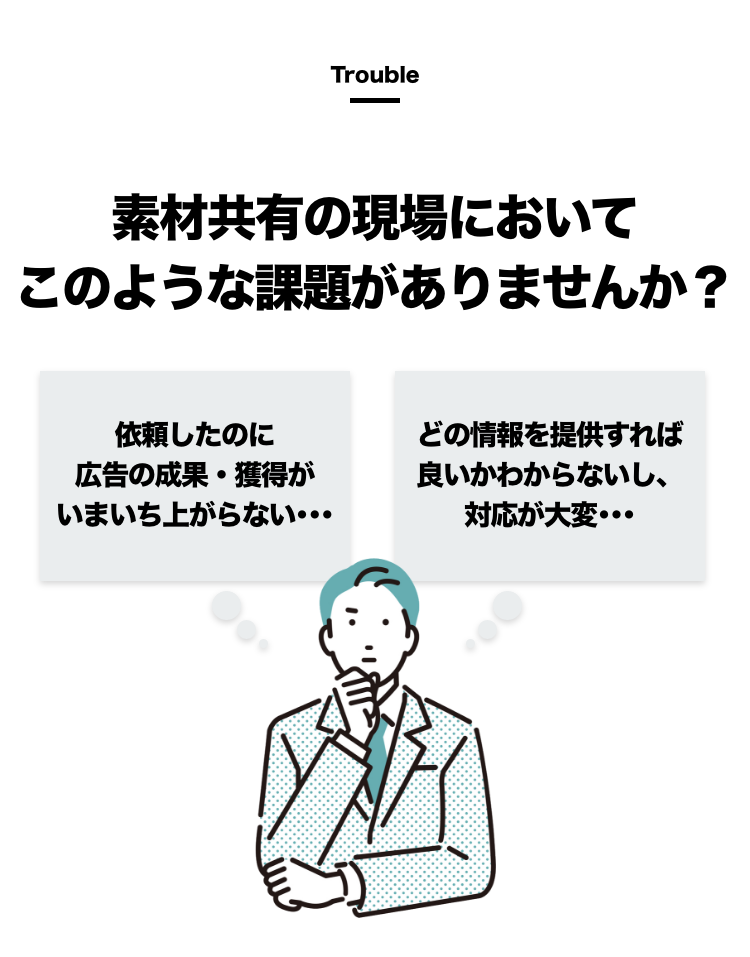 Trouble
素材共有の現場において
このような課題がありませんか？
依頼したのに
広告の成果・獲得が
いまいち上がらない･･･
どの情報を提供すれば
良いかわからないし、
対応が大変･･･